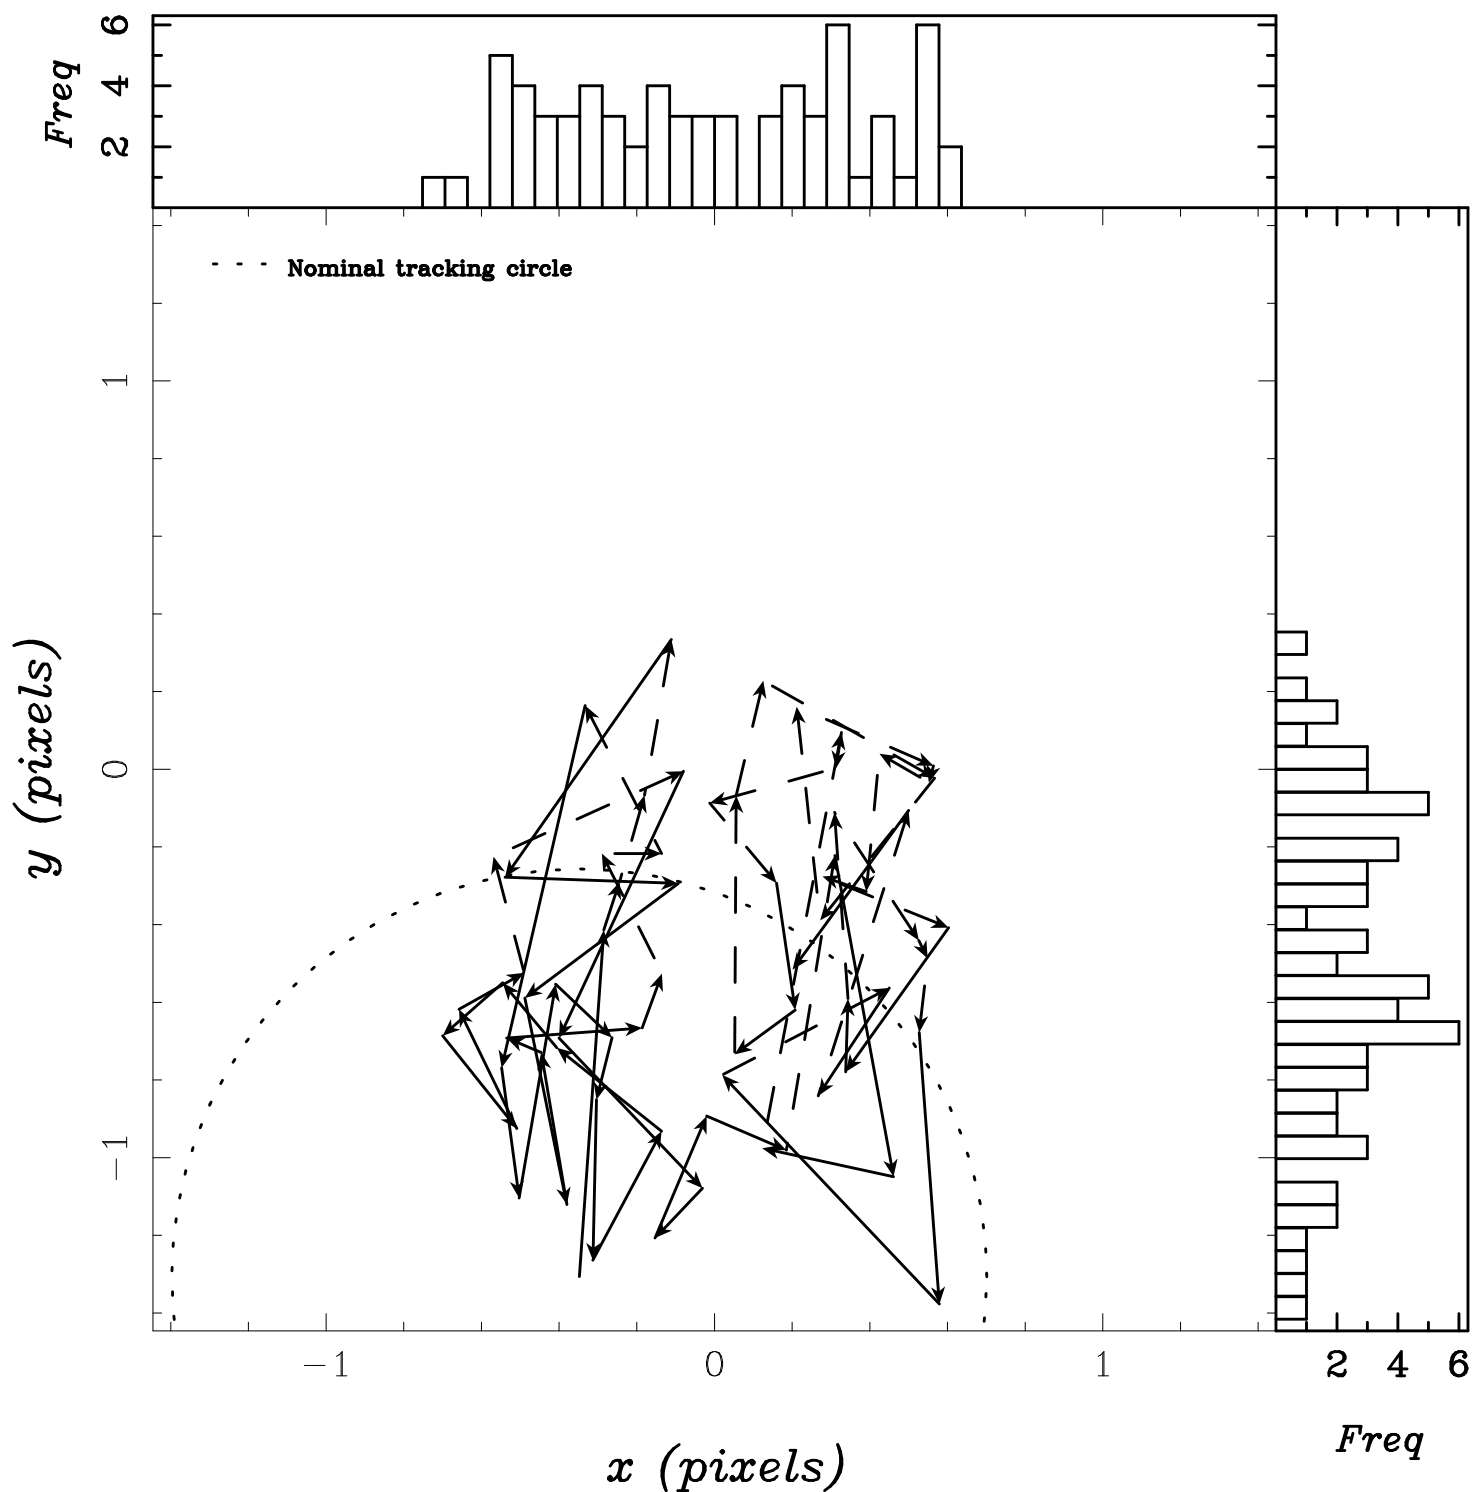 6
4
2
Freq
Nominal tracking circle
1
0
−1
y (pixels)
−1 0 1
2 4 6
Freq
x (pixels)